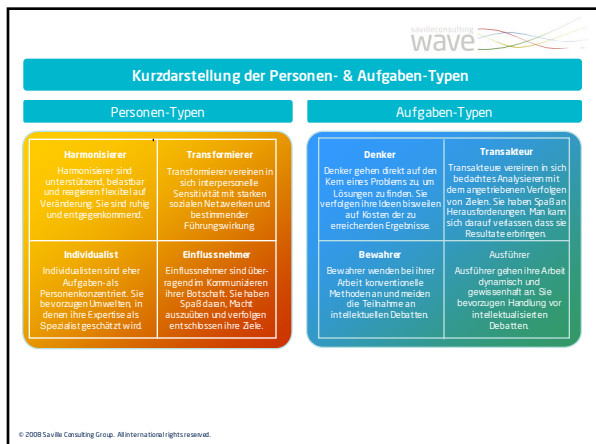 savilleconsulting
wave
Kurzdarstellung der Personen- & Aufgaben-Typen
Personen-Typen
Harmonisierer
Harmonisierer sind
unterstützend, belastbar
und reagieren flexibel auf
Veränderung. Sie sind ruhig
und entgegenkommend.
Transformierer
Transformierer vereinen in
sich interpersonelle
Sensitivität mit starken
sozialen Netzwerken und
bestimmender
Führungswirkung.
Individualist
Individualisten sind eher
Aufgaben- als
Personenkonzentriert. Sie
bevorzugen Umwelten, in
denen ihre Expertise als
Spezialist geschätzt wird.
Einflussnehmer
Einflussnehmer sind über-
ragend im Kommunizieren
ihrer Botschaft. Sie haben
Spaß daran, Macht
auszuüben und verfolgen
entschlossen ihre Ziele.
Aufgaben-Typen
Denker
Denker gehen direkt auf den
Kern eines Problems zu, um
Lösungen zu finden. Sie
verfolgen ihre Ideen bisweilen
auf Kosten der zu
erreichenden Ergebnisse.
Transakteur
Transakteure vereinen in sich
bedachtes Analysieren mit
dem angetriebenen Verfolgen
von Zielen. Sie haben Spaß an
Herausforderungen. Man kann
sich darauf verlassen, dass sie
Resultate erbringen.
Bewahrer
Bewahrer wenden bei ihrer
Arbeit konventionelle
Methoden an und meiden
die Teilnahme an
intellektuellen Debatten.
Ausführer
Ausführer gehen ihre Arbeit
dynamisch und
gewissenhaft an. Sie
bevorzugen Handlung vor
intellektualisierten
Debatten.
© 2008 Saville Consulting Group. All international rights reserved.